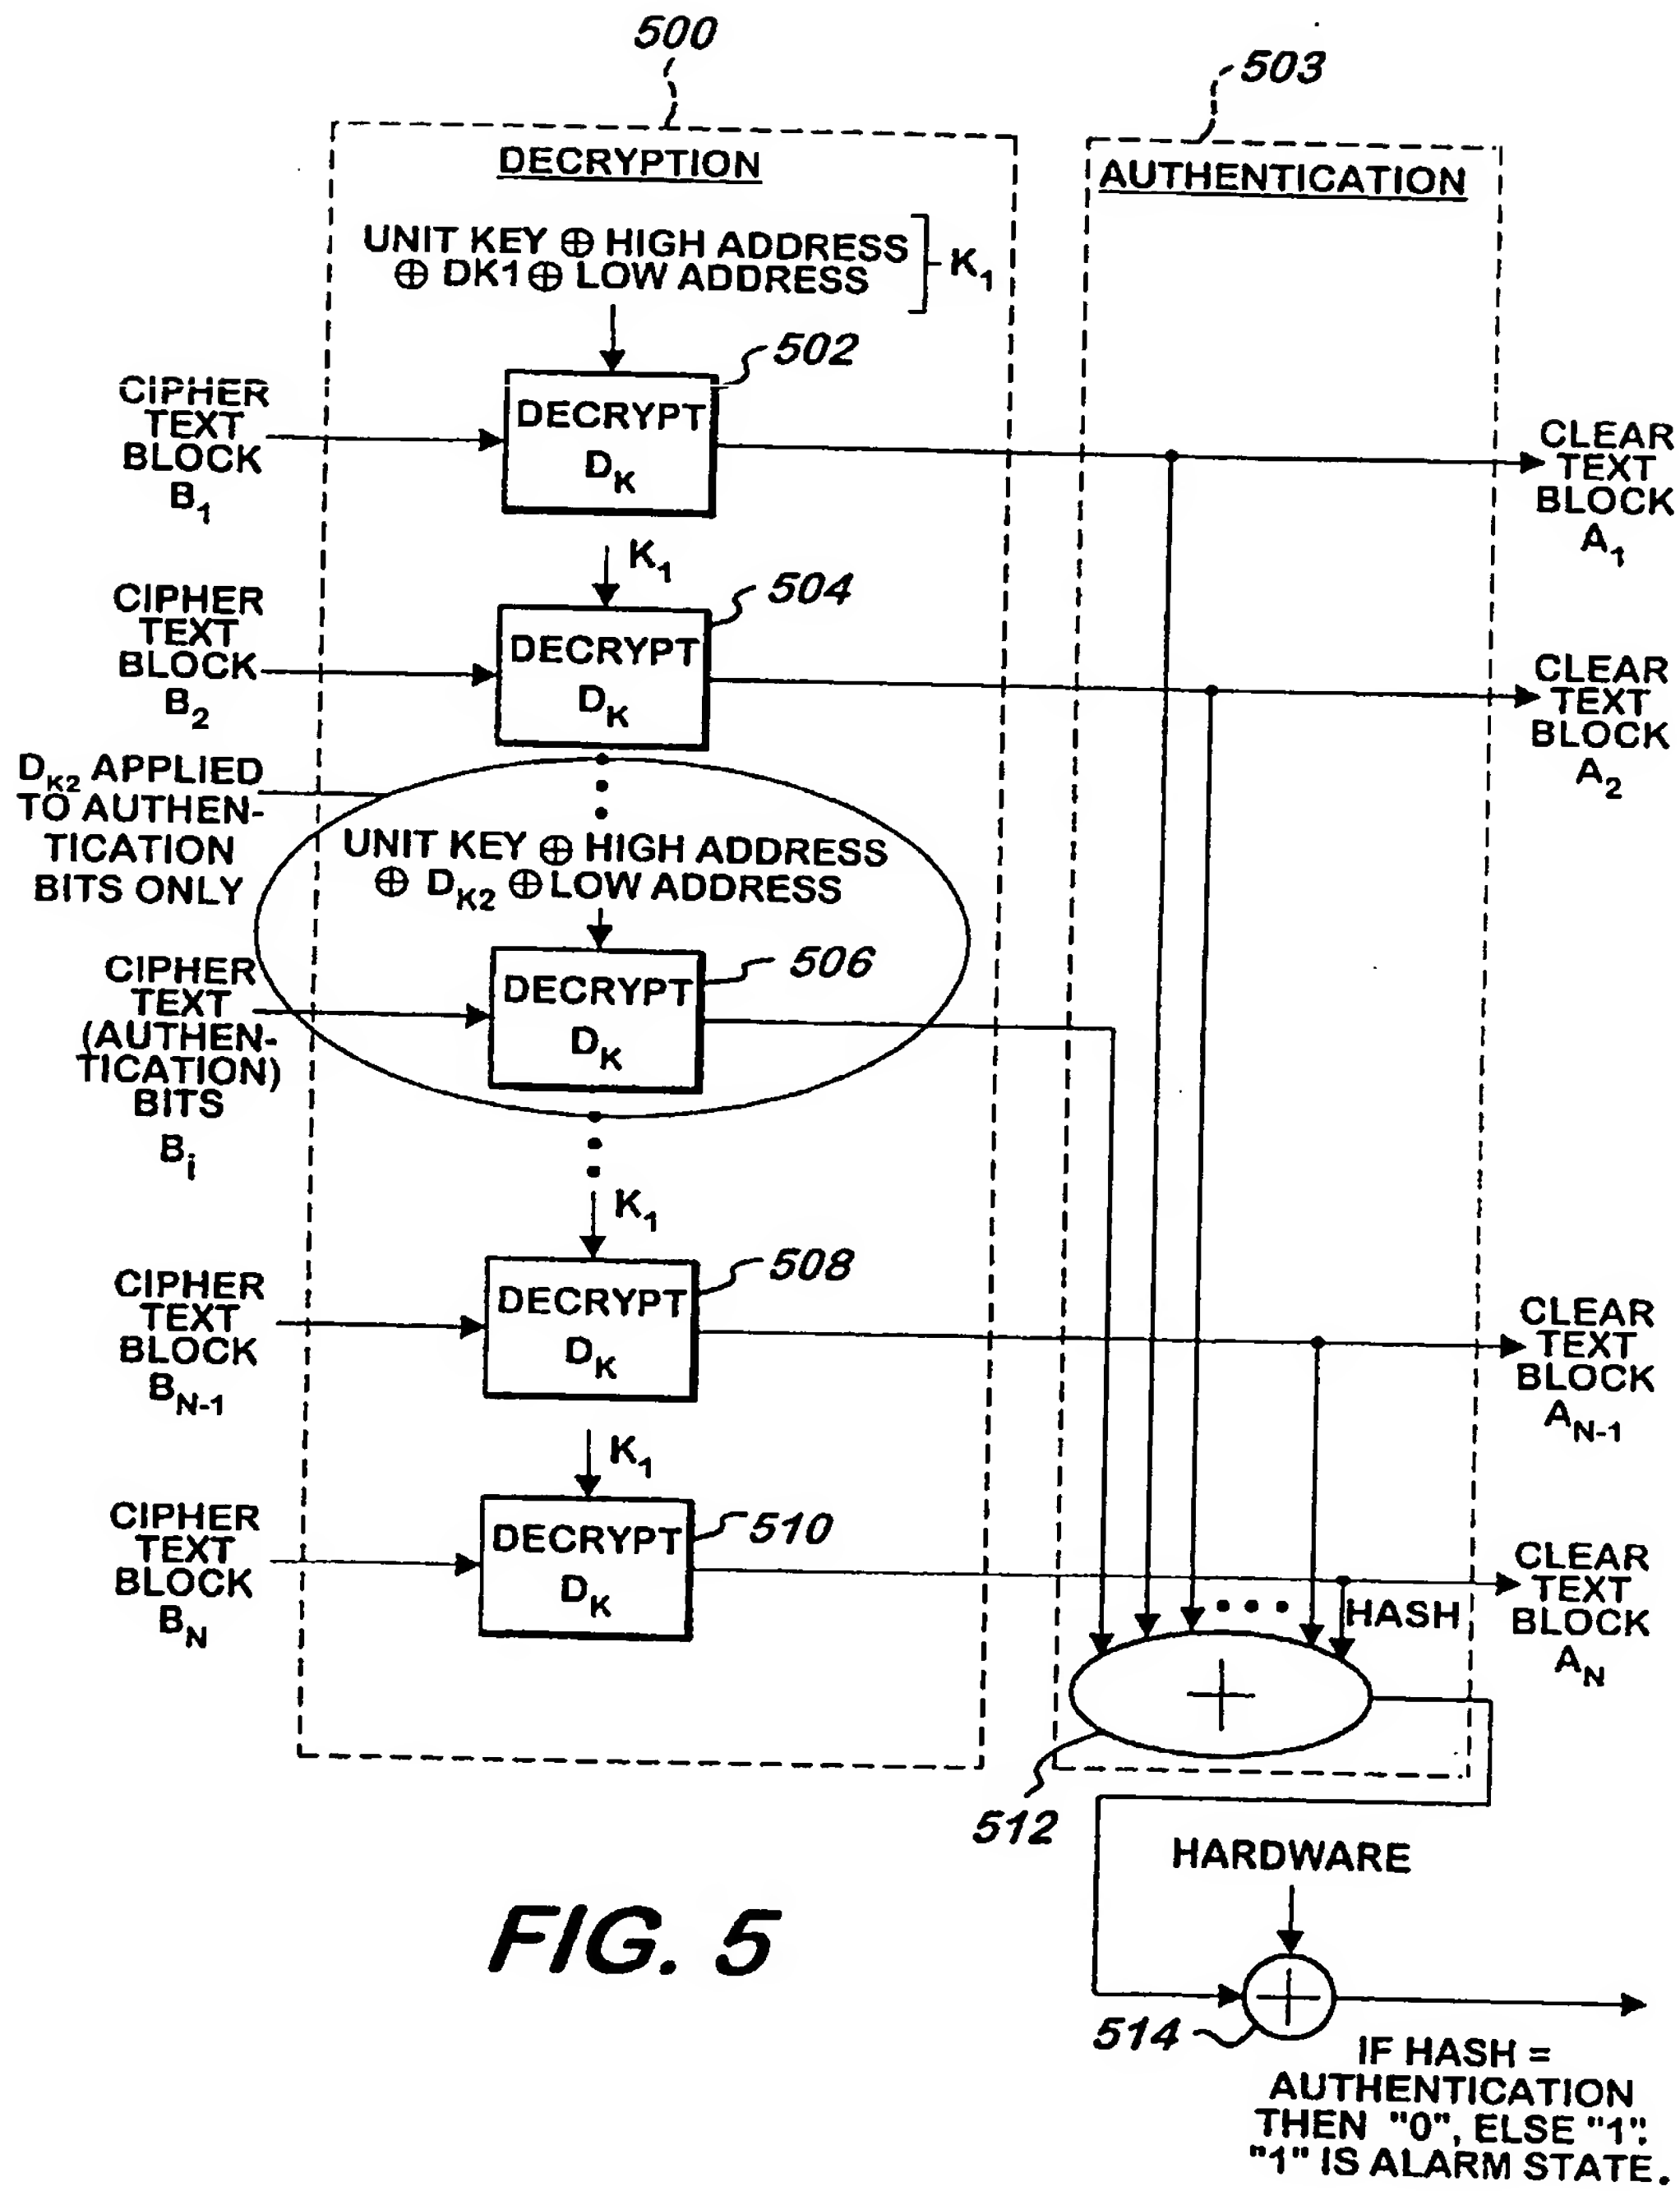 500
503
DECRYPTION
AUTHENTICATION
UNIT KEY ⊕ HIGH ADDRESS
⊕ DK1 ⊕ LOW ADDRESS
K1
502
CIPHER
TEXT
BLOCK
B1
DECRYPT
DK
CLEAR
TEXT
BLOCK
A1
K1
504
CIPHER
TEXT
BLOCK
B2
DECRYPT
DK
CLEAR
TEXT
BLOCK
A2
DK2 APPLIED
TO AUTHEN-
TICATION
BITS ONLY
UNIT KEY ⊕ HIGH ADDRESS
⊕ DK2 ⊕ LOW ADDRESS
506
CIPHER
TEXT
(AUTHEN-
TICATION)
BITS
Bi
DECRYPT
DK
K1
508
CIPHER
TEXT
BLOCK
BN-1
DECRYPT
DK
CLEAR
TEXT
BLOCK
AN-1
K1
510
CIPHER
TEXT
BLOCK
BN
DECRYPT
DK
HASH
CLEAR
TEXT
BLOCK
AN
512
HARDWARE
514
IF HASH =
AUTHENTICATION
THEN "0", ELSE "1".
"1" IS ALARM STATE.
FIG. 5